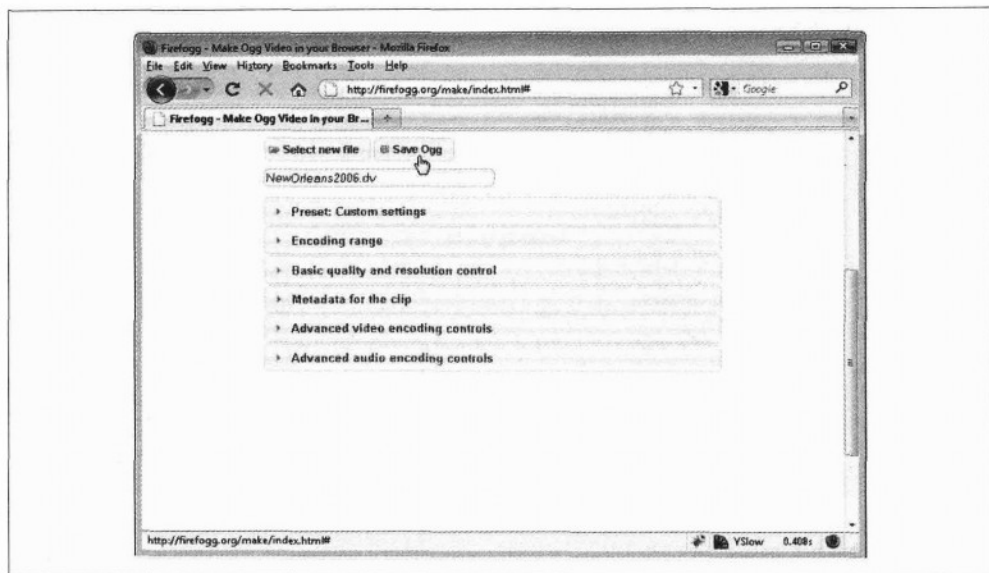 Firefogg - Make Ogg Video in your Browser - Mozilla Firefox
File Edit View History Bookmarks Tools Help
http://firefogg.org/make/index.html#
Google
Firefogg - Make Ogg Video in your Br...
Select new file Save Ogg
NewOrleans2006.dv
Preset: Custom settings
Encoding range
Basic quality and resolution control
Metadata for the clip
Advanced video encoding controls
Advanced audio encoding controls
http://firefogg.org/make/index.html# YSlow 0.408s